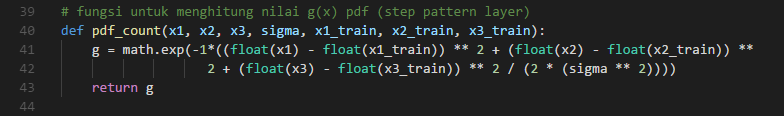 39 # fungsi untuk menghitung nilai g(x) pdf (step pattern layer)
40 def pdf_count(x1, x2, x3, sigma, x1_train, x2_train, x3_train):
41 g = math.exp(-1*((float(x1) - float(x1_train)) ** 2 + (float(x2) - float(x2_train)) **
42 2 + (float(x3) - float(x3_train)) ** 2 / (2 * (sigma ** 2))))
43 return g
44